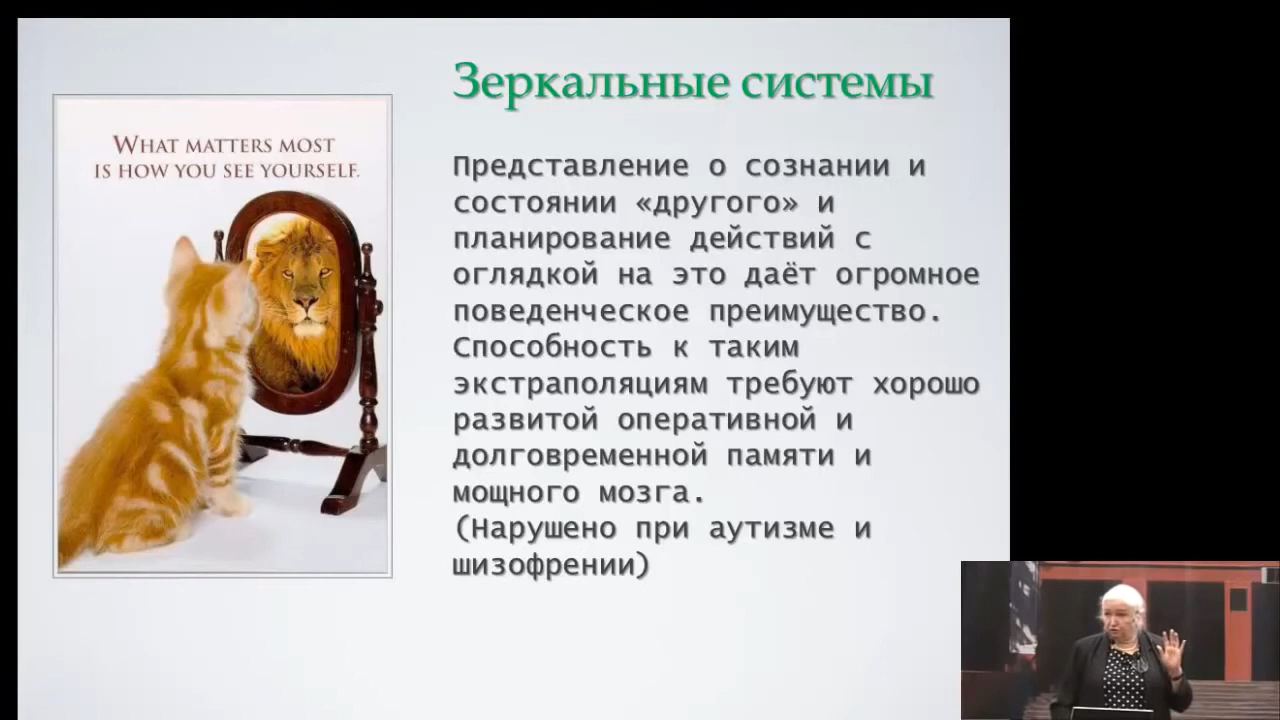 Зеркальные системы
WHAT MATTERS MOST
IS HOW YOU SEE YOURSELF.
Представление о сознании и
состоянии «другого» и
планирование действий с
оглядкой на это даёт огромное
поведенческое преимущество.
Способность к таким
экстраполяциям требуют хорошо
развитой оперативной и
долговременной памяти и
мощного мозга.
(Нарушено при аутизме и
шизофрении)